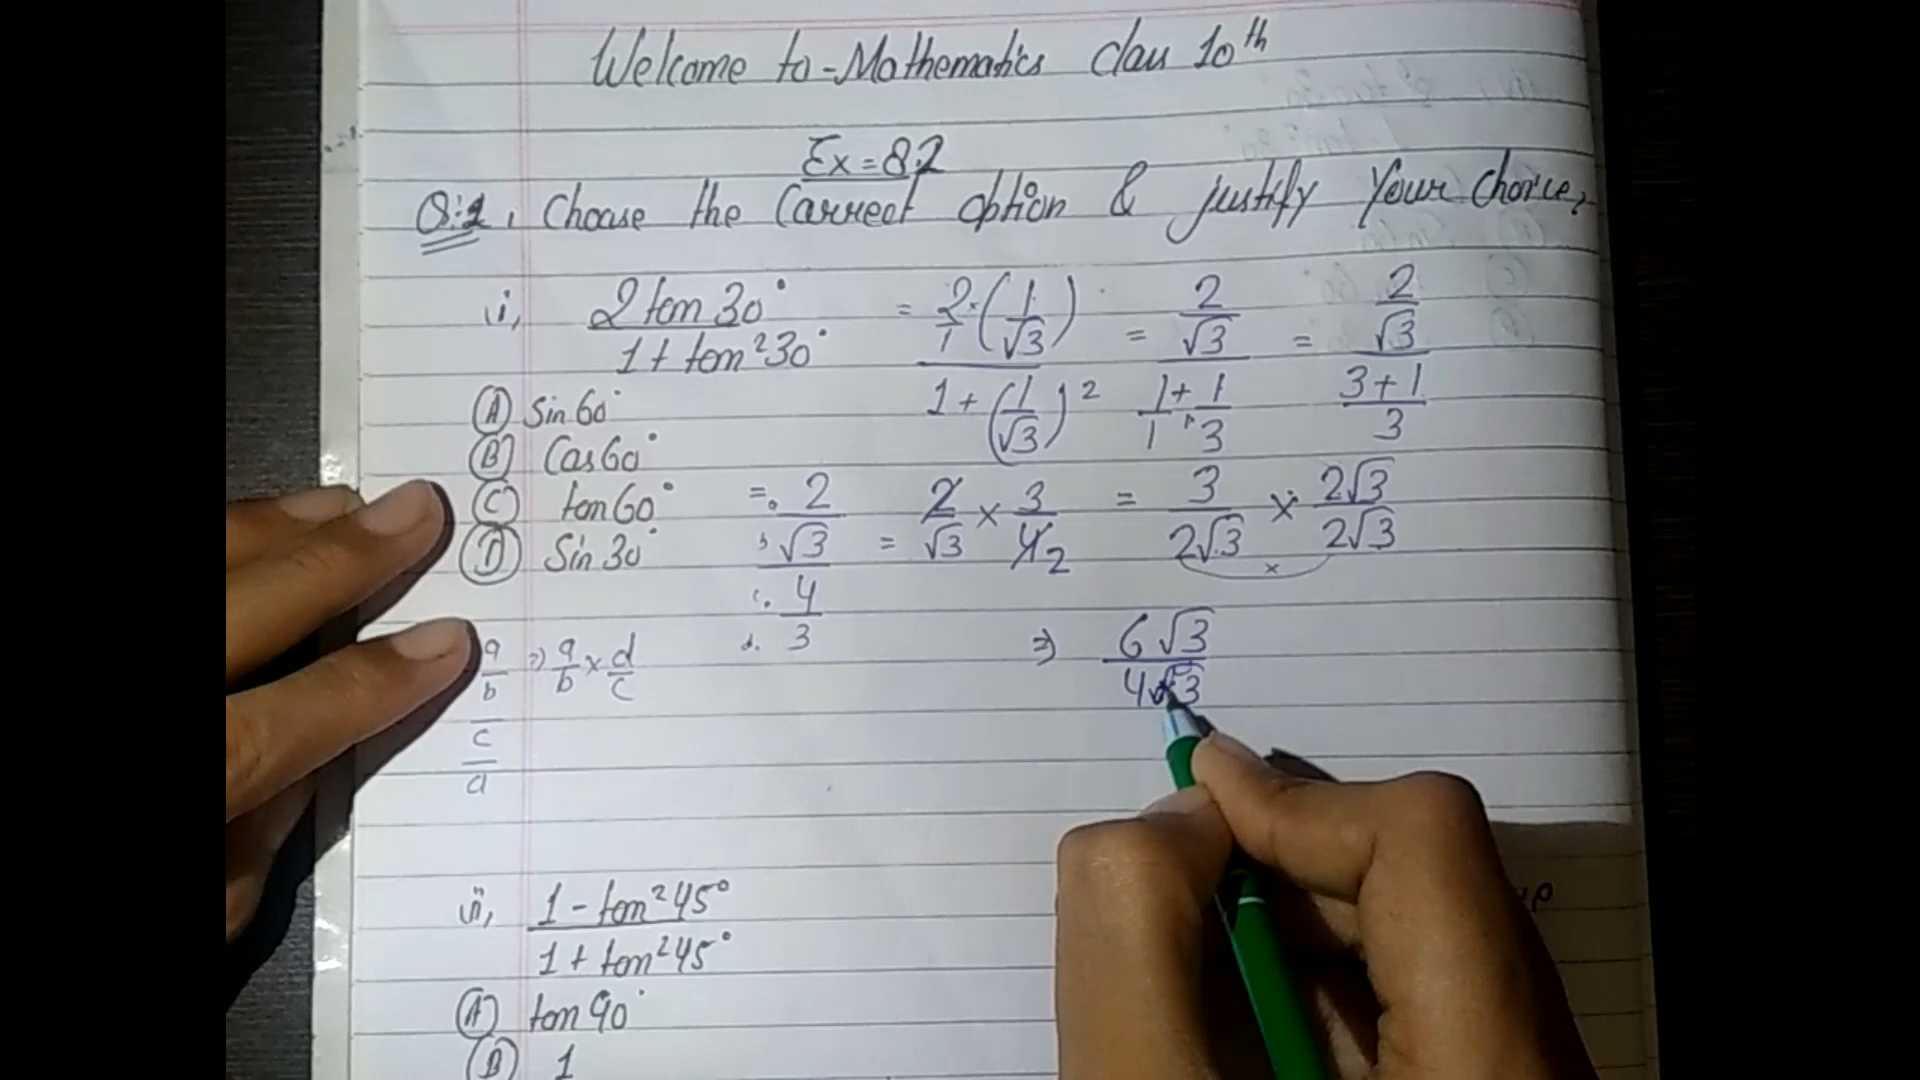 Welcome to - Mathematics Class 10th
Ex = 8.2
Q:2, Choose the Correct option & justify Your Choice,
i, 2 tan 30° / 1 + tan² 30° = 2/1 · (1/√3) / 1 + (1/√3)² = 2/√3 / 1/1 + 1/3 = 2/√3 / 3+1/3
(A) Sin 60°
(B) Cos 60°
(C) tan 60°
(D) Sin 30°
= a. 2 / b √3 / c. 4 / d. 3 = 2/√3 × 3/4 2 = 3/2√3 × 2√3/2√3
a/b / c/d ⇒ a/b × d/c
⇒ 6√3 / 4√3
ii, 1 - tan² 45° / 1 + tan² 45°
(A) tan 90°
(B) 1